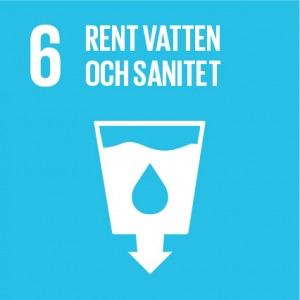 6 RENT VATTEN
OCH SANITET